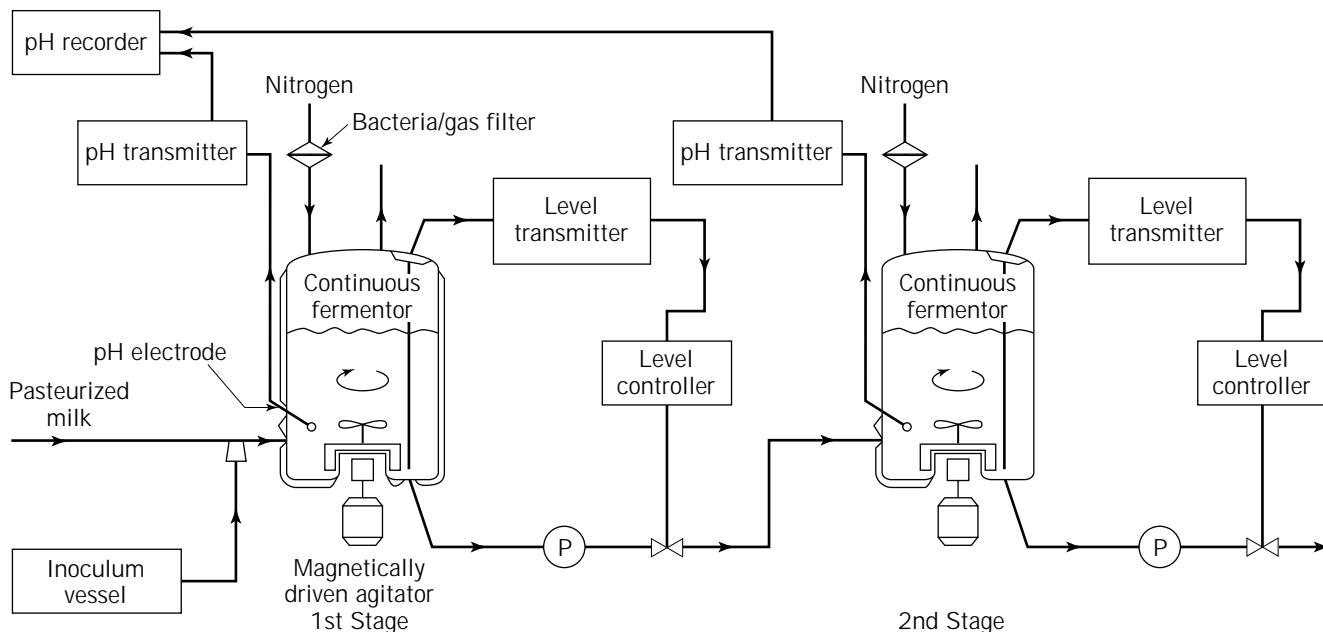 pH recorder
Nitrogen
Nitrogen
Bacteria/gas filter
pH transmitter
pH transmitter
Level
transmitter
Level
transmitter
Continuous
fermentor
Continuous
fermentor
pH electrode
Level
controller
Level
controller
Pasteurized
milk
P
P
Inoculum
vessel
Magnetically
driven agitator
1st Stage
2nd Stage